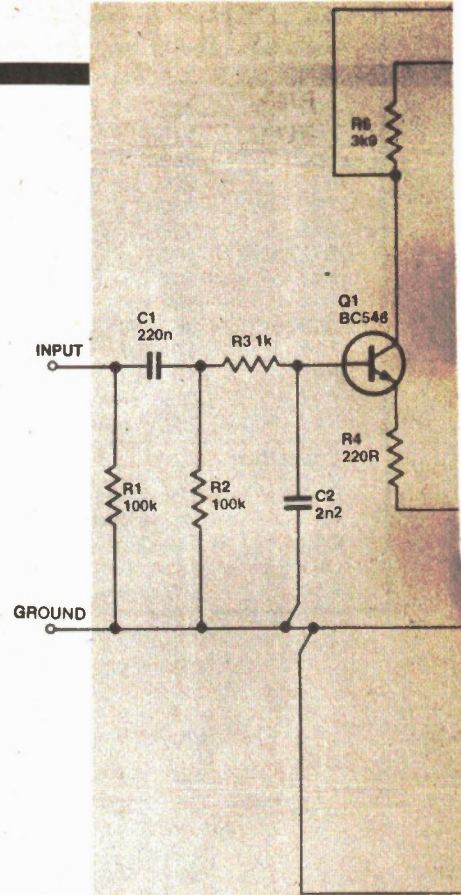 R6
3k9
Q1
BC546
C1
220n
INPUT
R3 1k
R4
220R
R1
100k
R2
100k
C2
2n2
GROUND